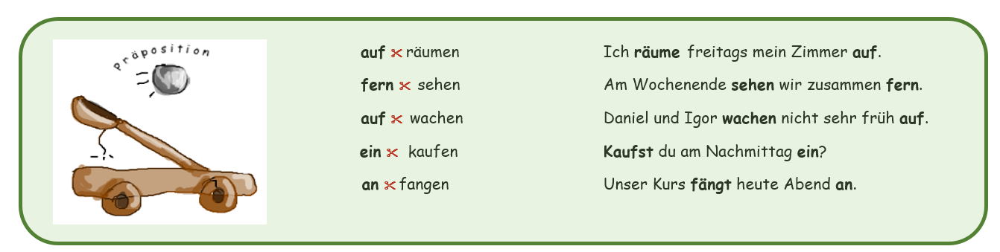 Präposition
auf ✂ räumen Ich räume freitags mein Zimmer auf.
fern ✂ sehen Am Wochenende sehen wir zusammen fern.
auf ✂ wachen Daniel und Igor wachen nicht sehr früh auf.
ein ✂ kaufen Kaufst du am Nachmittag ein?
an ✂ fangen Unser Kurs fängt heute Abend an.